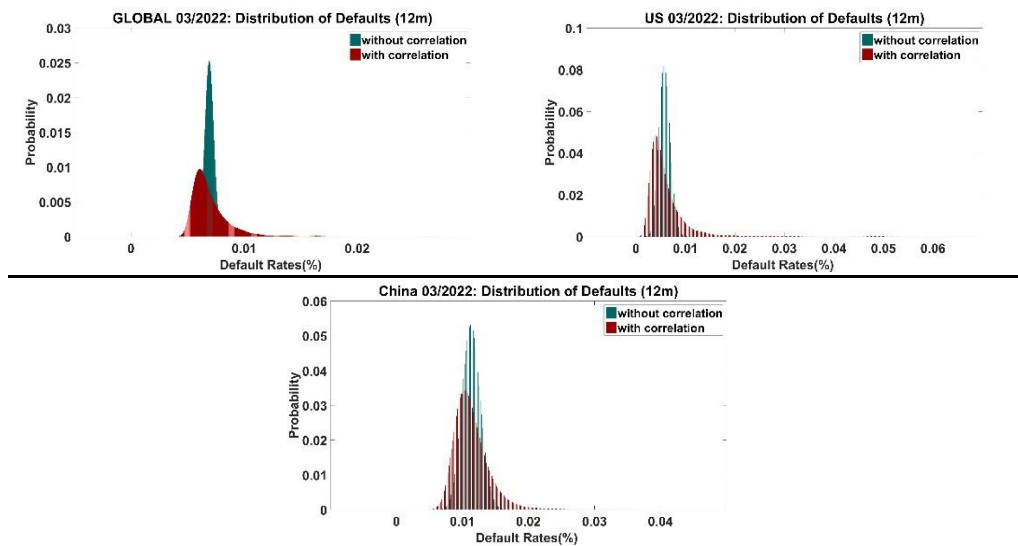 GLOBAL 03/2022: Distribution of Defaults (12m)
0.03
0.025
0.02
0.015
0.01
0.005
0
Probability
without correlation
with correlation
0 0.01 0.02
Default Rates(%)
US 03/2022: Distribution of Defaults (12m)
0.1
0.08
0.06
0.04
0.02
0
Probability
without correlation
with correlation
0 0.01 0.02 0.03 0.04 0.05 0.06
Default Rates(%)
China 03/2022: Distribution of Defaults (12m)
0.06
0.05
0.04
0.03
0.02
0.01
0
Probability
without correlation
with correlation
0 0.01 0.02 0.03 0.04
Default Rates(%)